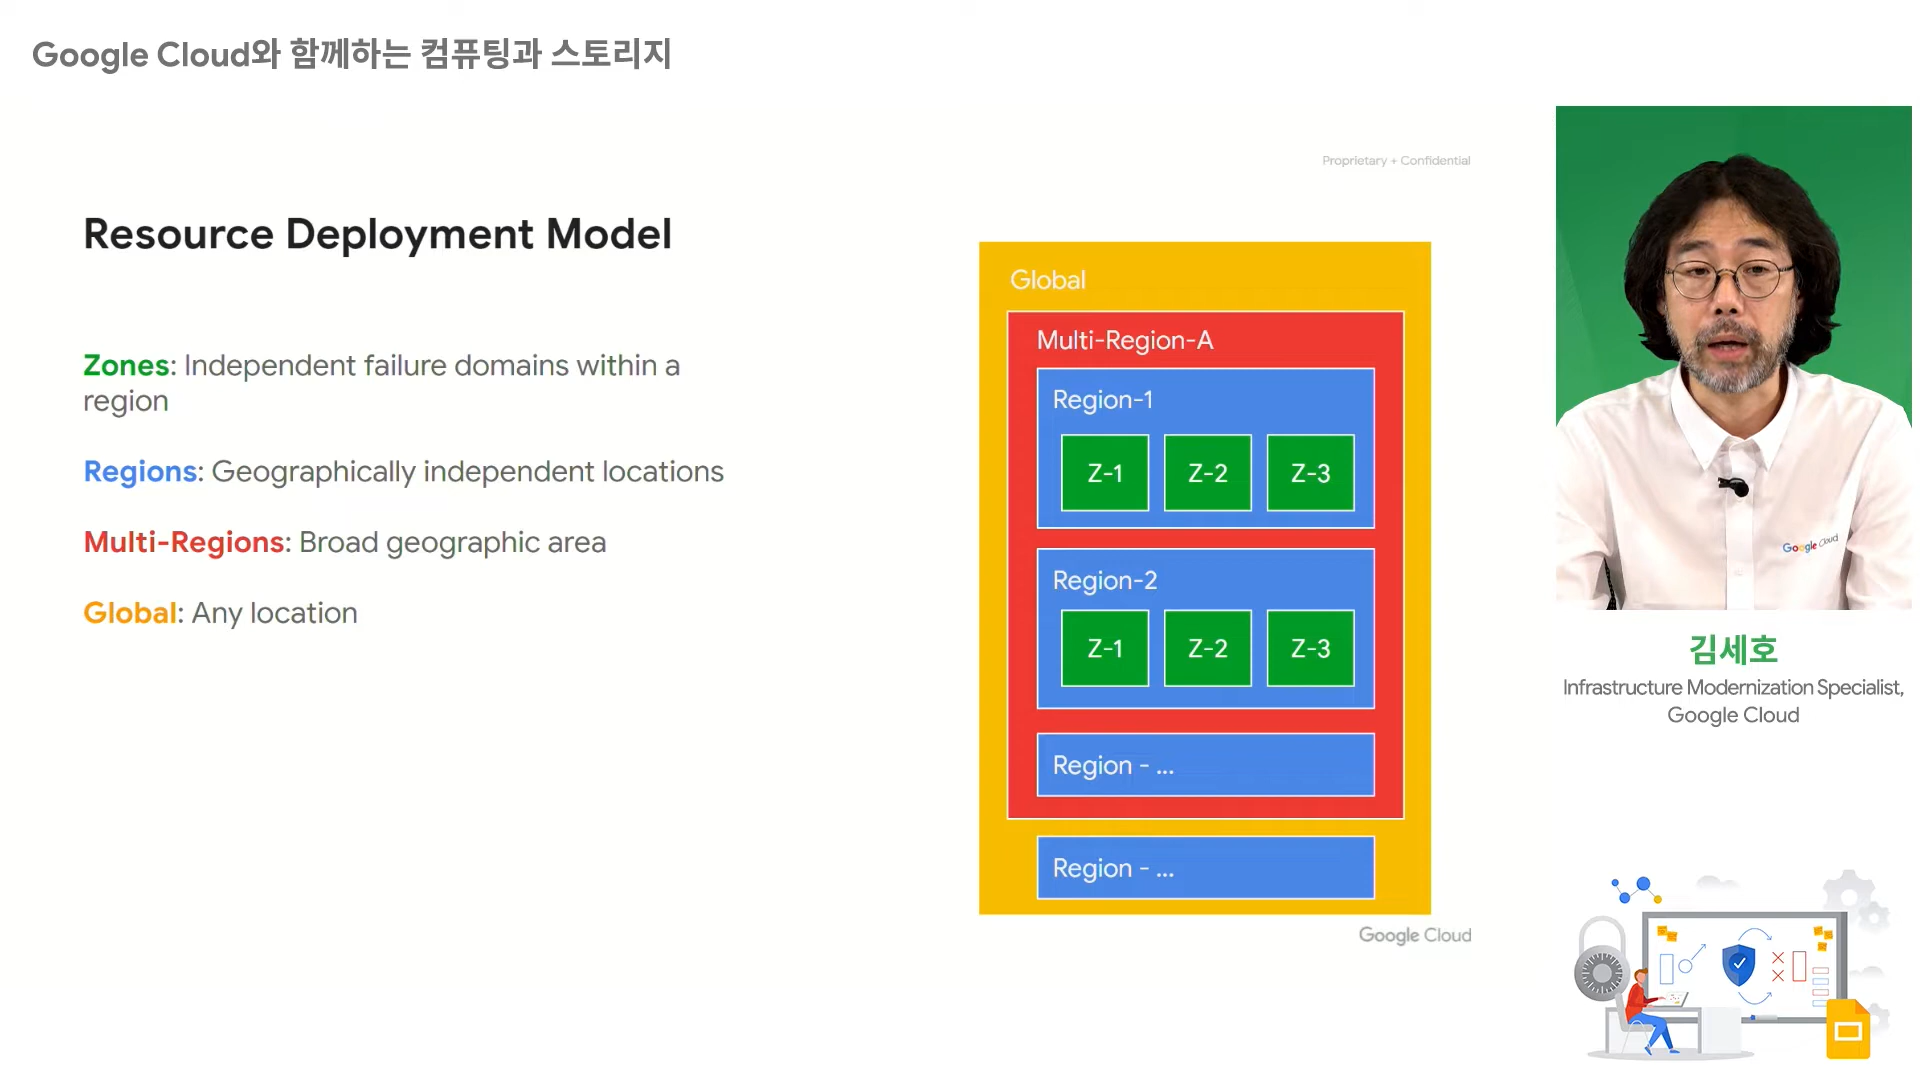 Google Cloud와 함께하는 컴퓨팅과 스토리지
Proprietary + Confidential
Resource Deployment Model
Zones: Independent failure domains within a
region
Regions: Geographically independent locations
Multi-Regions: Broad geographic area
Global: Any location
Global
Multi-Region-A
Region-1
Z-1
Z-2
Z-3
Region-2
Z-1
Z-2
Z-3
Region - ...
Region - ...
Google Cloud
Google Cloud
김세호
Infrastructure Modernization Specialist,
Google Cloud